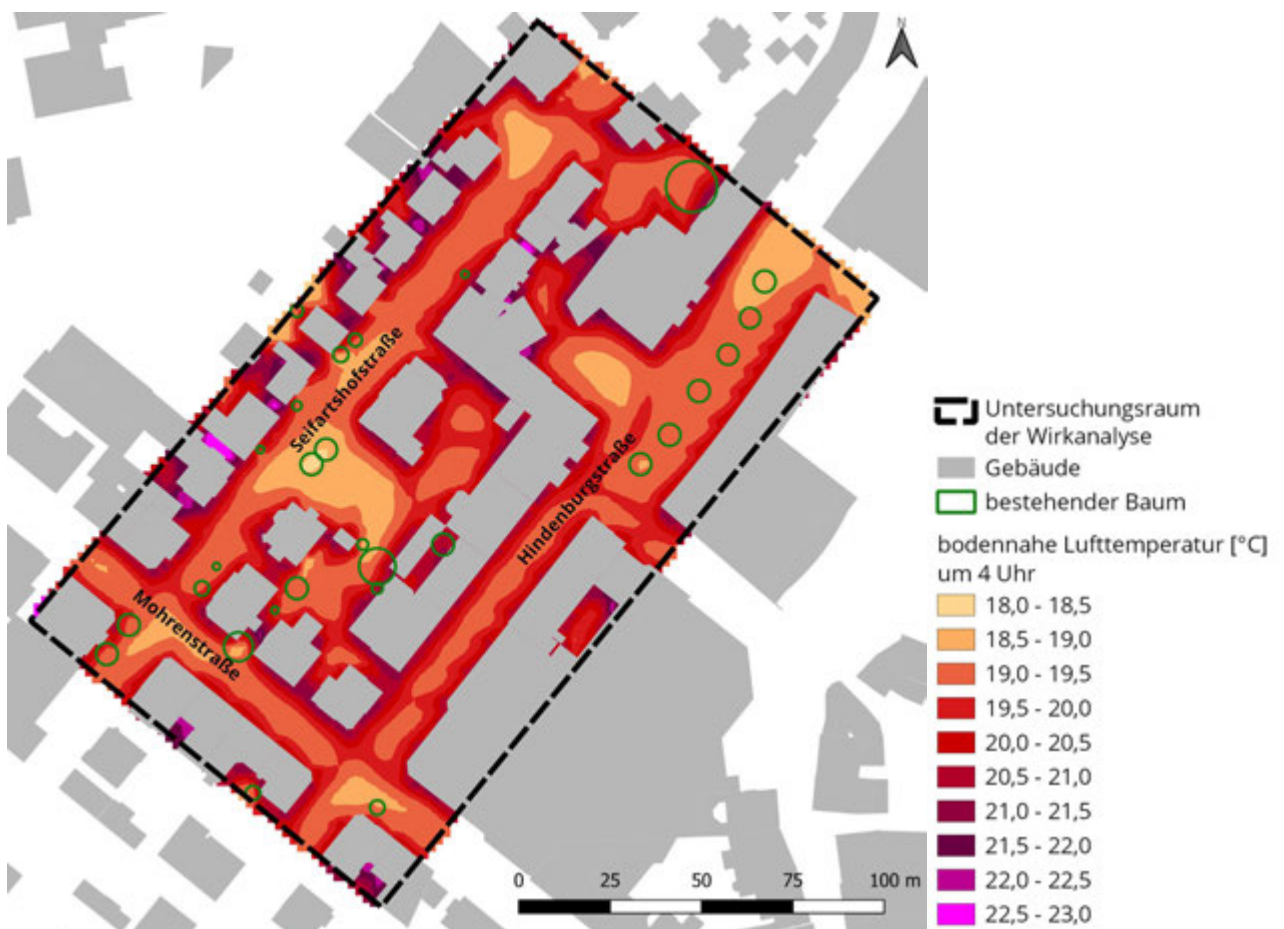 N
Seifartshofstraße
Hindenburgstraße
Mohrenstraße
0 25 50 75 100 m
Untersuchungsraum
der Wirkanalyse
Gebäude
bestehender Baum
bodennahe Lufttemperatur [°C]
um 4 Uhr
18,0 - 18,5
18,5 - 19,0
19,0 - 19,5
19,5 - 20,0
20,0 - 20,5
20,5 - 21,0
21,0 - 21,5
21,5 - 22,0
22,0 - 22,5
22,5 - 23,0